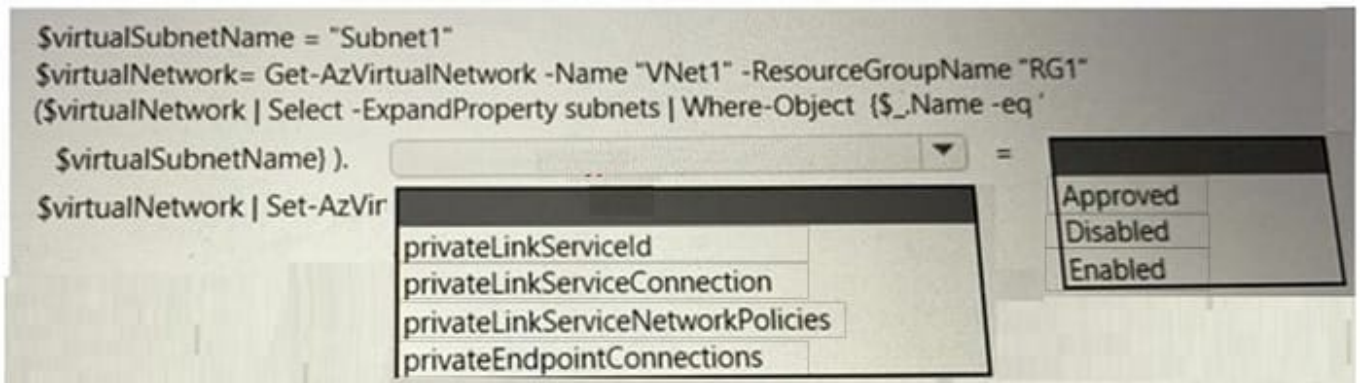 $virtualSubnetName = "Subnet1"
$virtualNetwork= Get-AzVirtualNetwork -Name "VNet1" -ResourceGroupName "RG1"
($virtualNetwork | Select -ExpandProperty subnets | Where-Object {$_.Name -eq '
$virtualSubnetName} ). =
$virtualNetwork | Set-AzVir
privateLinkServiceId
privateLinkServiceConnection
privateLinkServiceNetworkPolicies
privateEndpointConnections
Approved
Disabled
Enabled